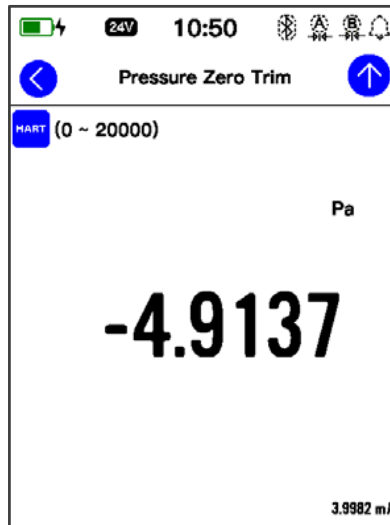 24V 10:50 A B
Pressure Zero Trim
HART (0 ~ 20000)
Pa
-4.9137
3.9982 m